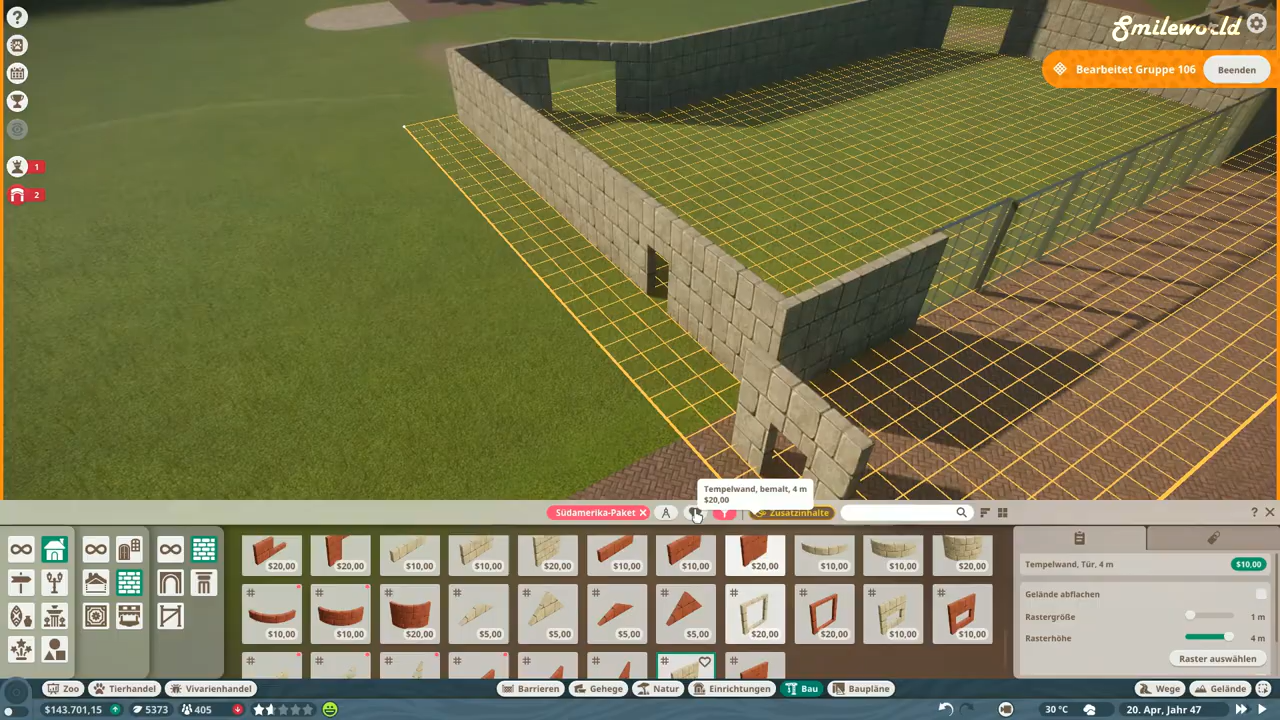 Smileworld
Bearbeitet Gruppe 106
Beenden
1
2
Tempelwand, bemalt, 4 m
$20,00
Südamerika-Paket
Zusatzinhalte
$20,00 $20,00 $10,00 $10,00 $20,00 $10,00 $10,00 $20,00 $10,00 $10,00 $20,00
$10,00 $10,00 $20,00 $5,00 $5,00 $5,00 $5,00 $20,00 $20,00 $10,00 $10,00
Tempelwand, Tür, 4 m $10,00
Gelände abflachen
Rastergröße 1 m
Rasterhöhe 4 m
Raster auswählen
Zoo Tierhandel Vivarienhandel Barrieren Gehege Natur Einrichtungen Bau Baupläne Wege Gelände
$143.701,15 5373 405 30 °C 20. Apr, Jahr 47